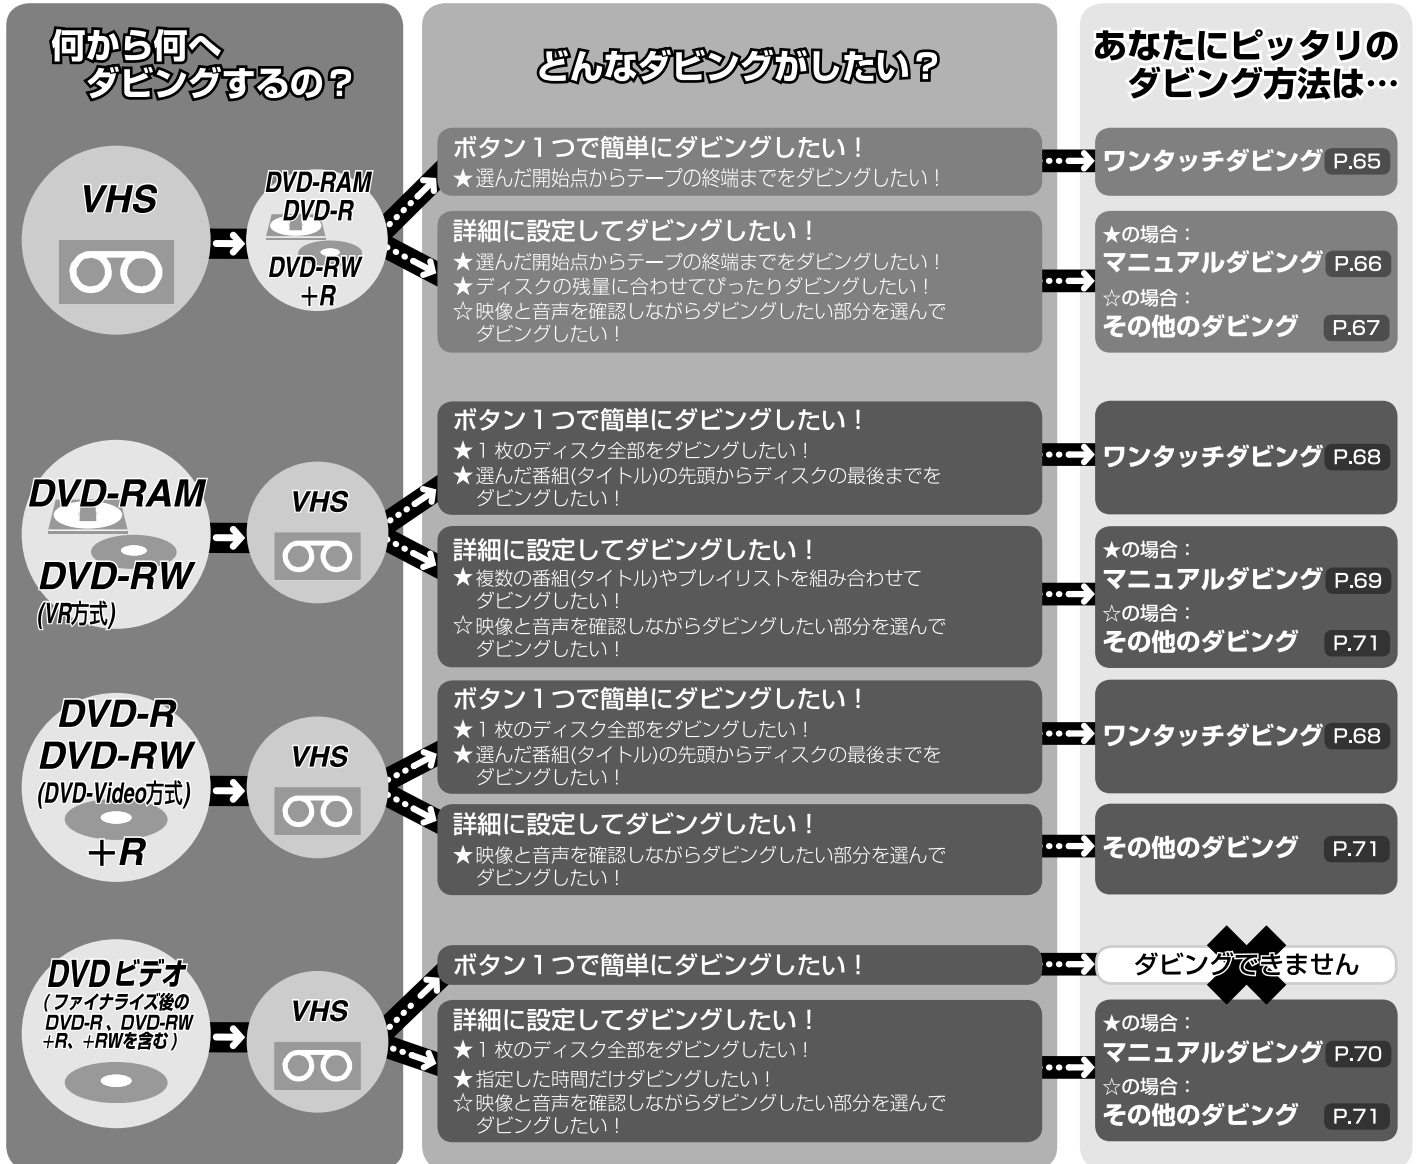 何から何へ
ダビングするの？
どんなダビングがしたい？
あなたにピッタリの
ダビング方法は…
VHS
DVD-RAM
DVD-R
DVD-RW
+R
ボタン1つで簡単にダビングしたい！
★選んだ開始点からテープの終端までをダビングしたい！
ワンタッチダビング P.65
詳細に設定してダビングしたい！
★選んだ開始点からテープの終端までをダビングしたい！
★ディスクの残量に合わせてぴったりダビングしたい！
☆映像と音声を確認しながらダビングしたい部分を選んで
ダビングしたい！
★の場合：
マニュアルダビング P.66
☆の場合：
その他のダビング P.67
DVD-RAM
DVD-RW
(VR方式)
VHS
ボタン1つで簡単にダビングしたい！
★1枚のディスク全部をダビングしたい！
★選んだ番組(タイトル)の先頭からディスクの最後までを
ダビングしたい！
ワンタッチダビング P.68
詳細に設定してダビングしたい！
★複数の番組(タイトル)やプレイリストを組み合わせて
ダビングしたい！
☆映像と音声を確認しながらダビングしたい部分を選んで
ダビングしたい！
★の場合：
マニュアルダビング P.69
☆の場合：
その他のダビング P.71
DVD-R
DVD-RW
(DVD-Video方式)
+R
VHS
ボタン1つで簡単にダビングしたい！
★1枚のディスク全部をダビングしたい！
★選んだ番組(タイトル)の先頭からディスクの最後までを
ダビングしたい！
ワンタッチダビング P.68
詳細に設定してダビングしたい！
★映像と音声を確認しながらダビングしたい部分を選んで
ダビングしたい！
その他のダビング P.71
DVDビデオ
(ファイナライズ後の
DVD-R、DVD-RW
+R、+RWを含む)
VHS
ボタン1つで簡単にダビングしたい！
ダビングできません
詳細に設定してダビングしたい！
★1枚のディスク全部をダビングしたい！
★指定した時間だけダビングしたい！
☆映像と音声を確認しながらダビングしたい部分を選んで
ダビングしたい！
★の場合：
マニュアルダビング P.70
☆の場合：
その他のダビング P.71